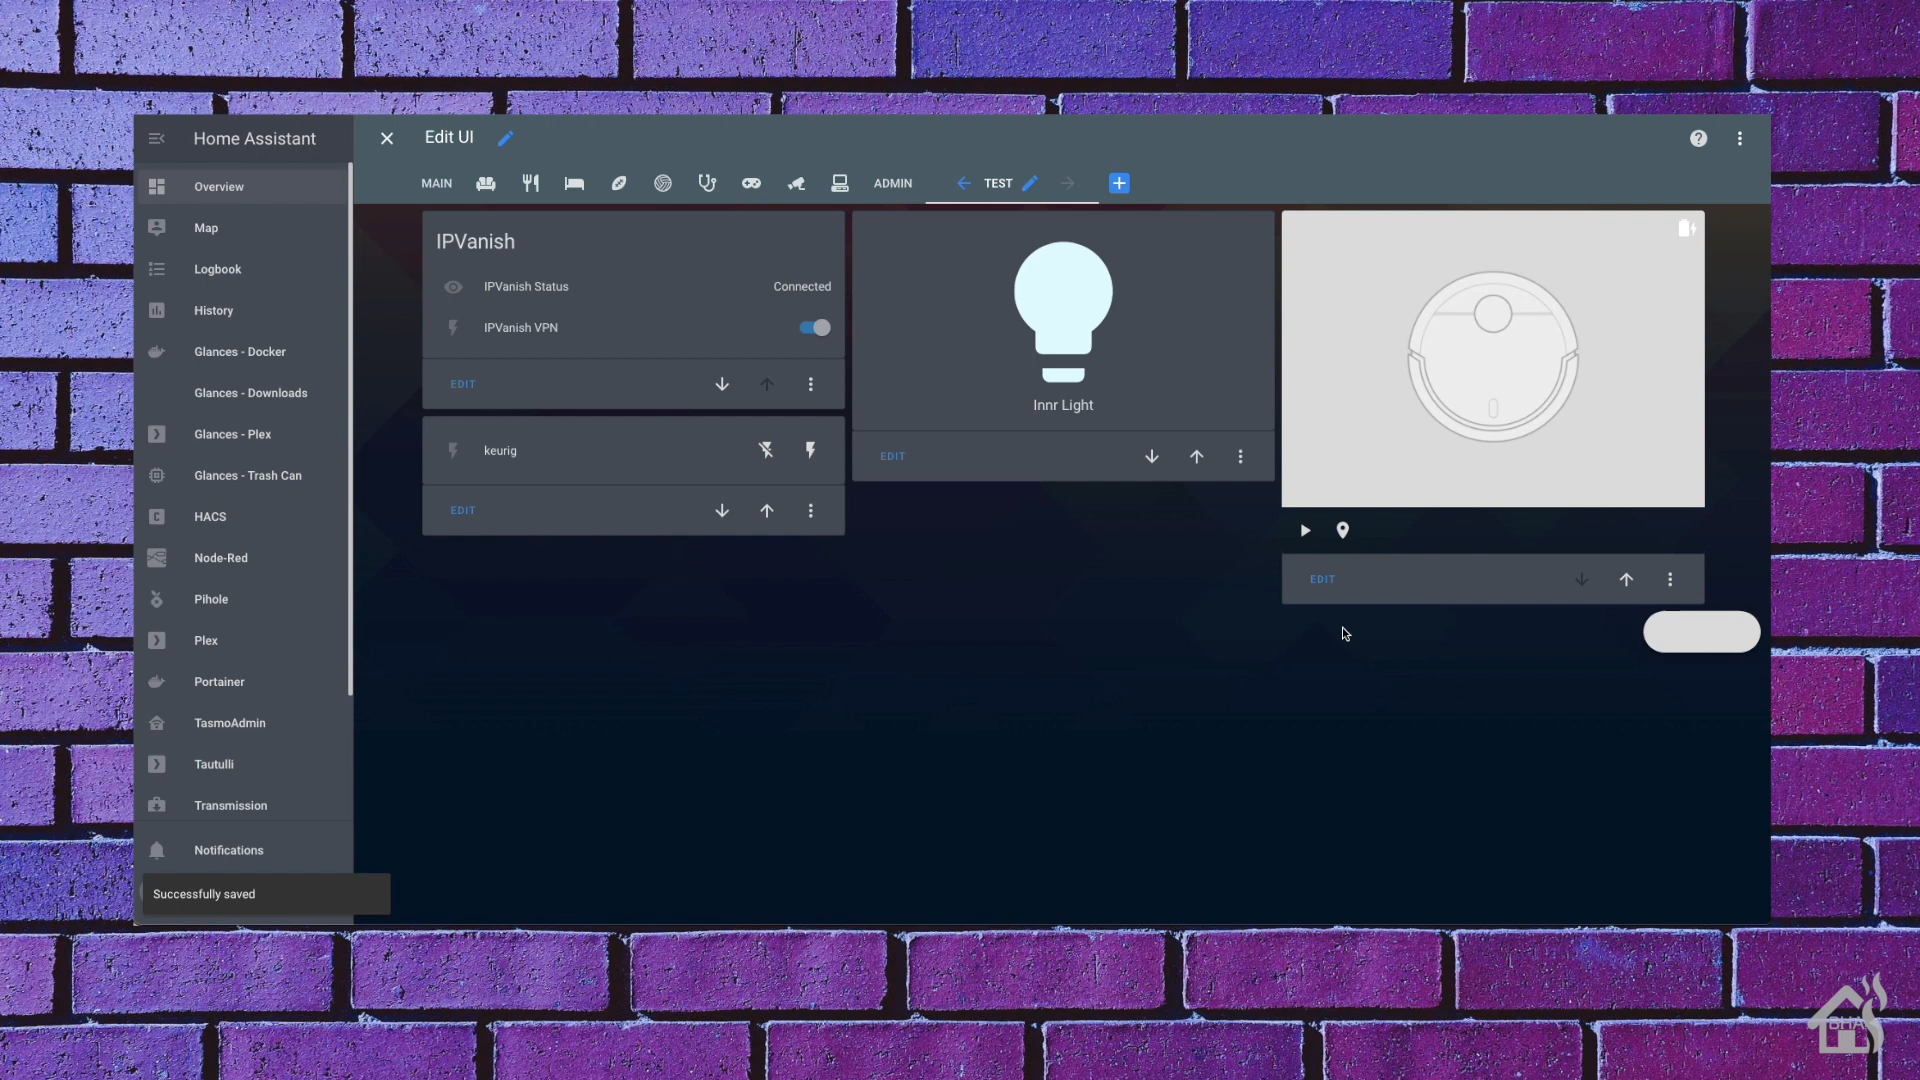 Home Assistant
Edit UI
MAIN
ADMIN
TEST
Overview
Map
Logbook
History
Glances - Docker
Glances - Downloads
Glances - Plex
Glances - Trash Can
HACS
Node-Red
Pihole
Plex
Portainer
TasmoAdmin
Tautulli
Transmission
Notifications
Successfully saved
IPVanish
IPVanish Status
Connected
IPVanish VPN
EDIT
keurig
EDIT
Innr Light
EDIT
EDIT
BHA